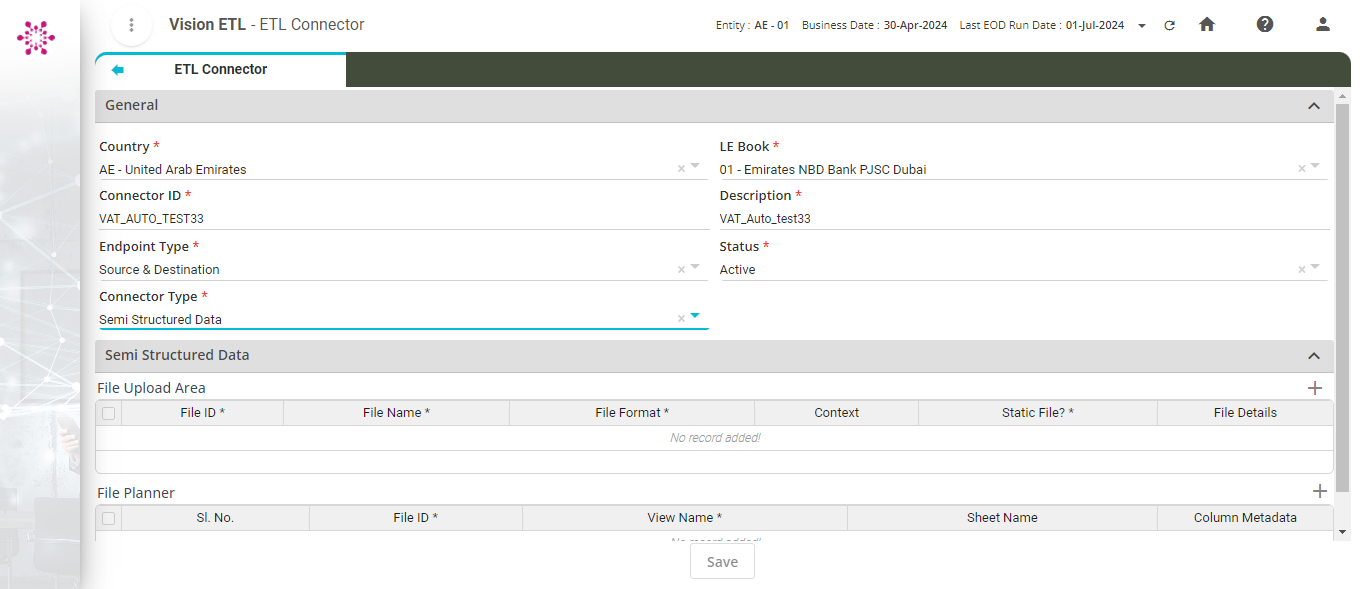 Vision ETL - ETL Connector
Entity : AE - 01 Business Date : 30-Apr-2024 Last EOD Run Date : 01-Jul-2024
ETL Connector
General
Country * LE Book *
AE - United Arab Emirates 01 - Emirates NBD Bank PJSC Dubai
Connector ID * Description *
VAT_AUTO_TEST33 VAT_Auto_test33
Endpoint Type * Status *
Source & Destination Active
Connector Type *
Semi Structured Data
Semi Structured Data
File Upload Area
File ID * File Name * File Format * Context Static File? * File Details
No record added!
File Planner
Sl. No. File ID * View Name * Sheet Name Column Metadata
No record added!
Save